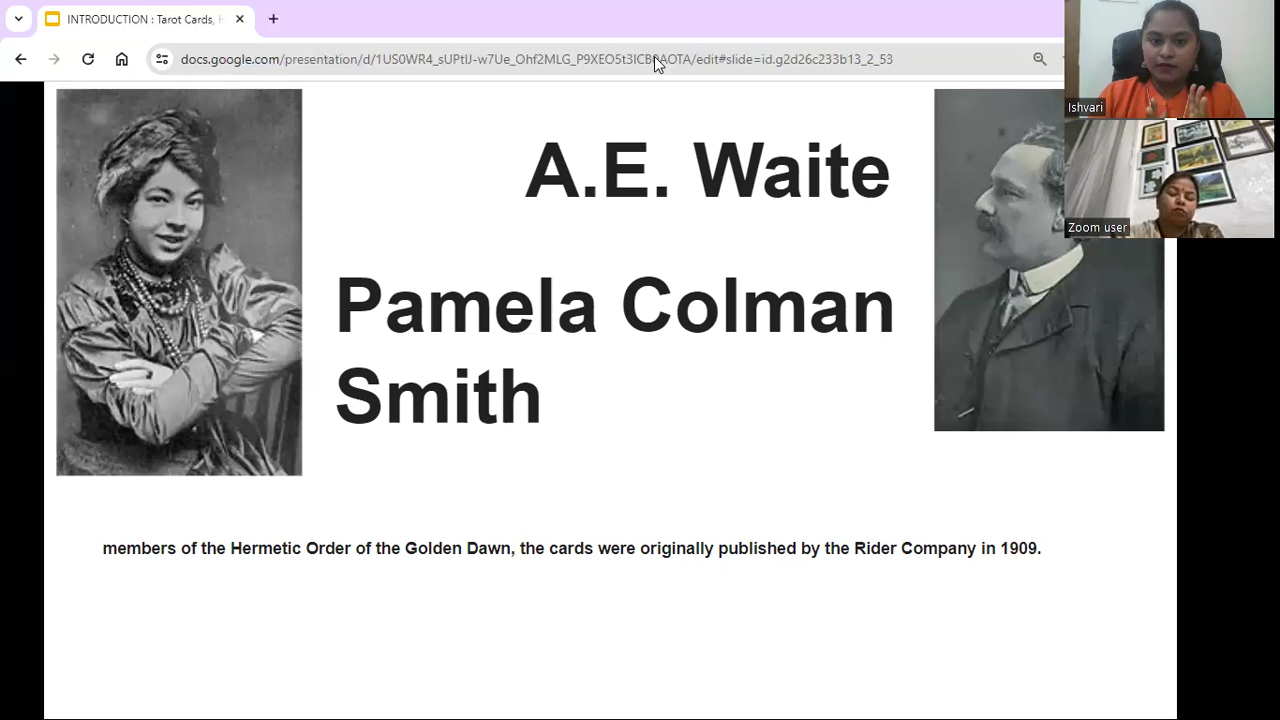 INTRODUCTION : Tarot Cards,
docs.google.com/presentation/d/1US0WR4_sUPtIJ-w7Ue_Ohf2MLG_P9XEO5t3ICB0AOTA/edit#slide=id.g2d26c233b13_2_53
Ishvari
Zoom user
A.E. Waite
Pamela Colman
Smith
members of the Hermetic Order of the Golden Dawn, the cards were originally published by the Rider Company in 1909.